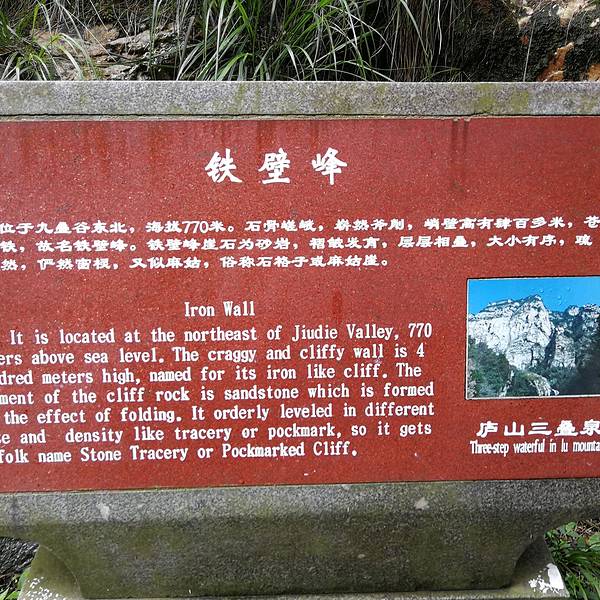 铁壁峰
位于九叠谷东北，海拔770米。石骨嵯峨，崭然斧削，峭壁高有肆百多米，苍
铁，故名铁壁峰。铁壁峰崖石为砂岩，褶皱发育，层层相叠，大小有序，疏
然，俨然窗棂，又似麻姑，俗称石格子或麻姑崖。
Iron Wall
It is located at the northeast of Jiudie Valley, 770
ers above sea level. The craggy and cliffy wall is 4
dred meters high, named for its iron like cliff. The
ment of the cliff rock is sandstone which is formed
the effect of folding. It orderly leveled in different
e and density like tracery or pockmark, so it gets
folk name Stone Tracery or Pockmarked Cliff.
庐山三叠泉
Three-step waterful in lu mounta